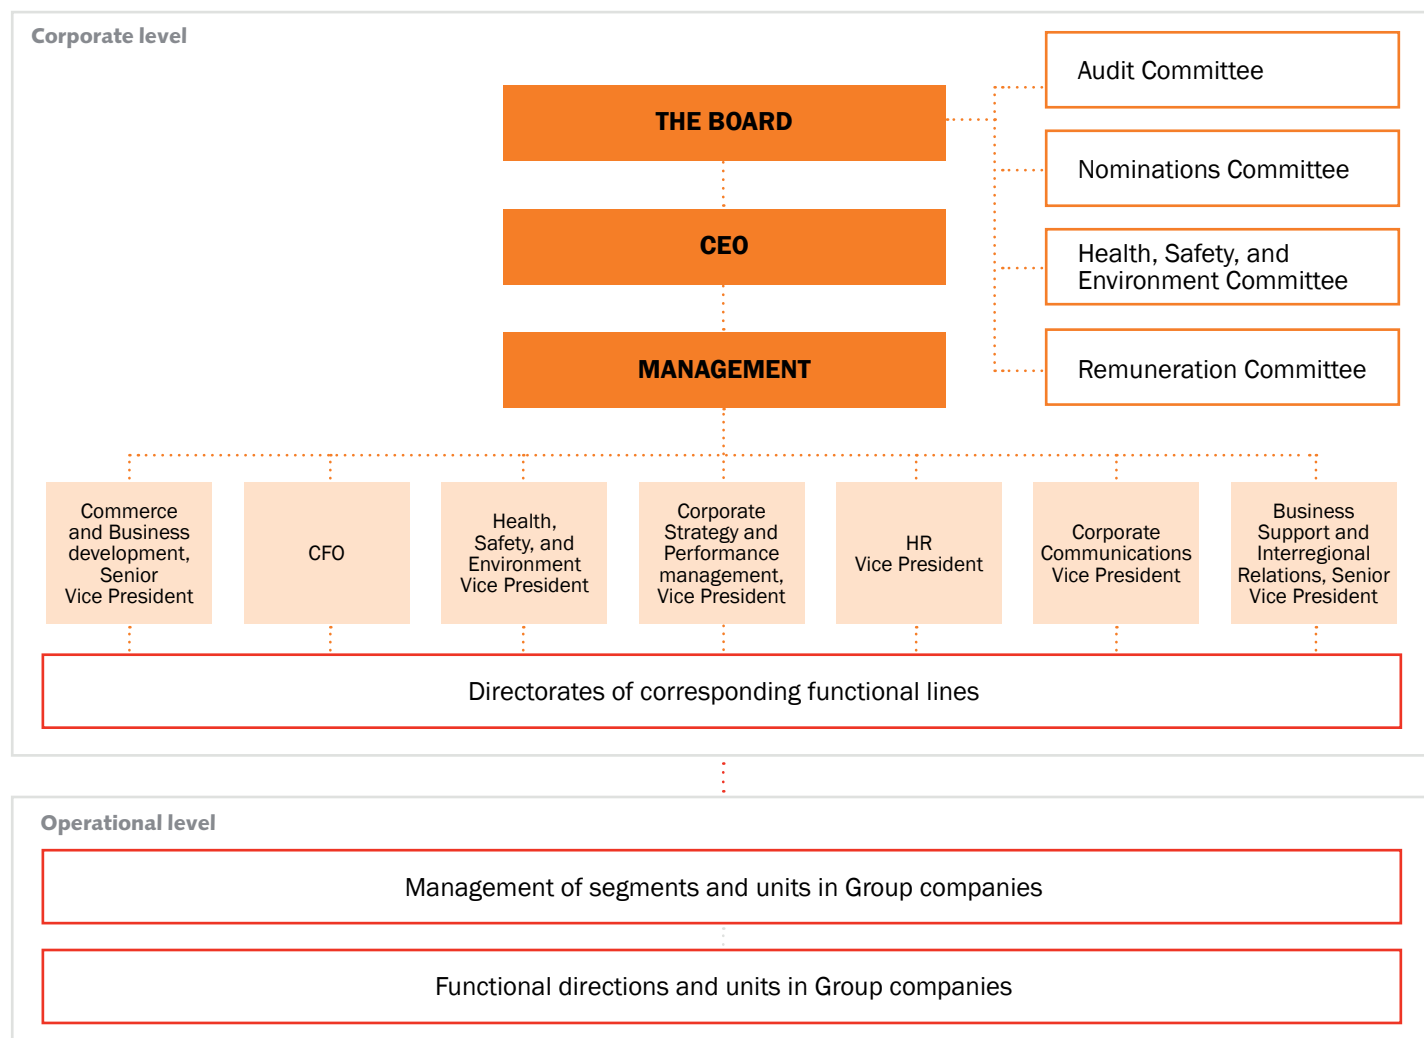 Corporate level
THE BOARD
CEO
MANAGEMENT
Audit Committee
Nominations Committee
Health, Safety, and
Environment Committee
Remuneration Committee
Commerce
and Business
development,
Senior
Vice President
CFO
Health,
Safety, and
Environment
Vice President
Corporate
Strategy and
Performance
management,
Vice President
HR
Vice President
Corporate
Communications
Vice President
Business
Support and
Interregional
Relations, Senior
Vice President
Directorates of corresponding functional lines
Operational level
Management of segments and units in Group companies
Functional directions and units in Group companies